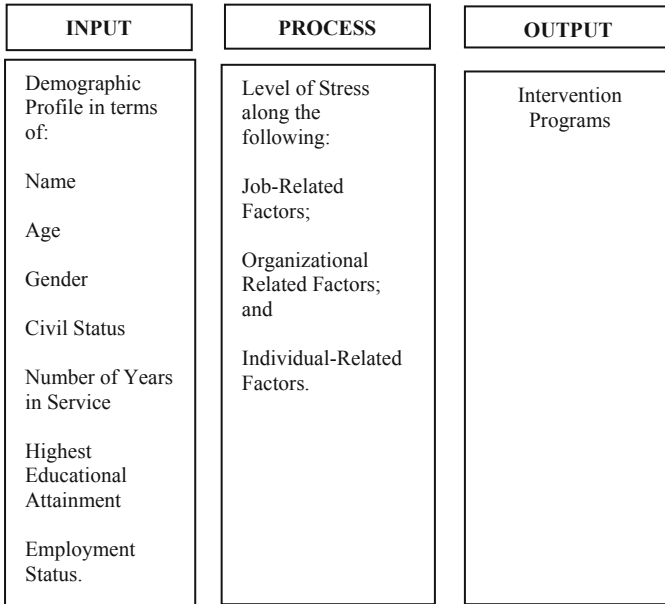 INPUT
Demographic
Profile in terms
of:
Name
Age
Gender
Civil Status
Number of Years
in Service
Highest
Educational
Attainment
Employment
Status.
PROCESS
Level of Stress
along the
following:
Job-Related
Factors;
Organizational
Related Factors;
and
Individual-Related
Factors.
OUTPUT
Intervention
Programs